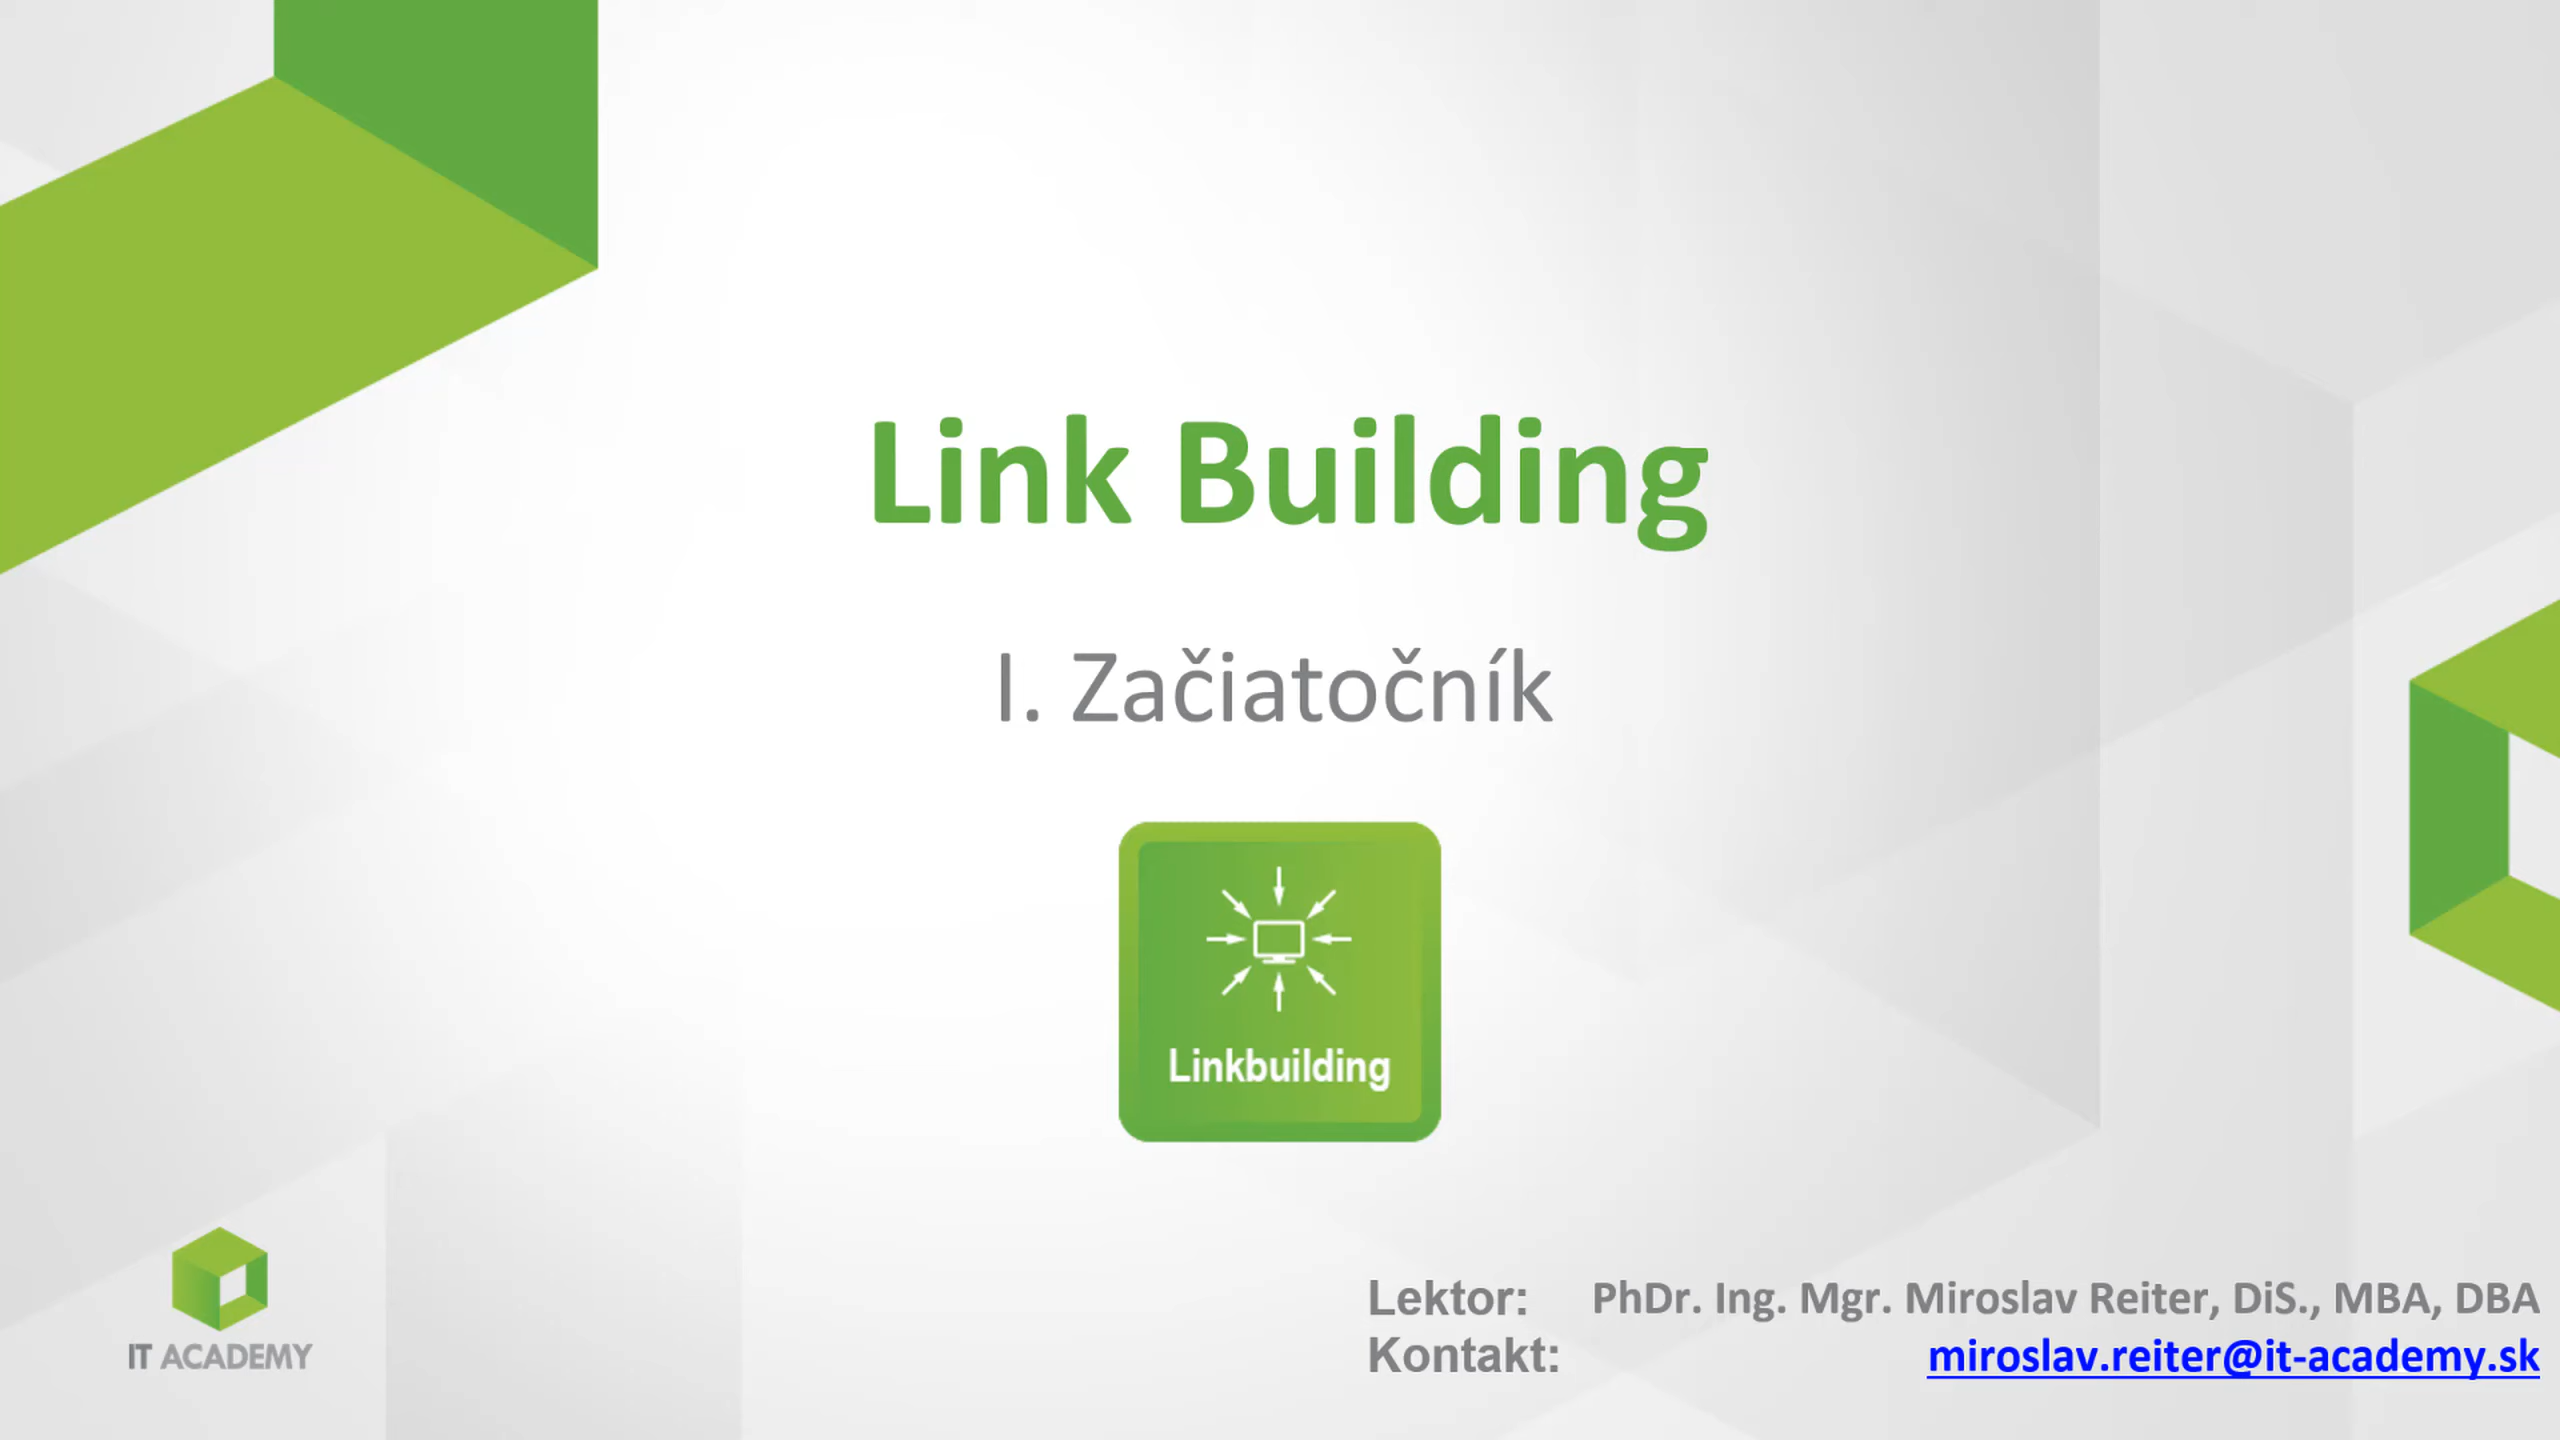 Link Building
I. Začiatočník
Linkbuilding
IT ACADEMY
Lektor: PhDr. Ing. Mgr. Miroslav Reiter, DiS., MBA, DBA
Kontakt: miroslav.reiter@it-academy.sk